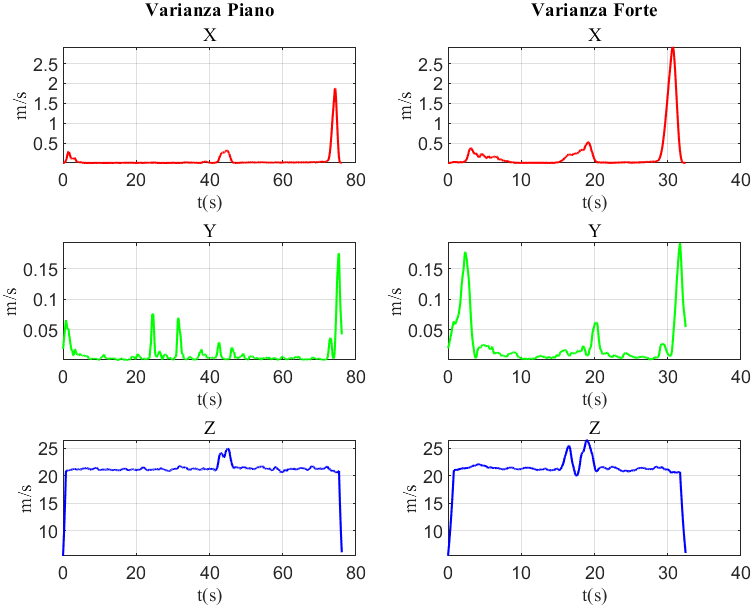 Varianza Piano Varianza Forte
X X
2.5 2.5
2 2
1.5 1.5
1 1
0.5 0.5
m/s m/s
0 20 40 60 80 0 10 20 30 40
t(s) t(s)
Y Y
0.15 0.15
0.1 0.1
0.05 0.05
m/s m/s
0 20 40 60 80 0 10 20 30 40
t(s) t(s)
Z Z
25 25
20 20
15 15
10 10
m/s m/s
0 20 40 60 80 0 10 20 30 40
t(s) t(s)